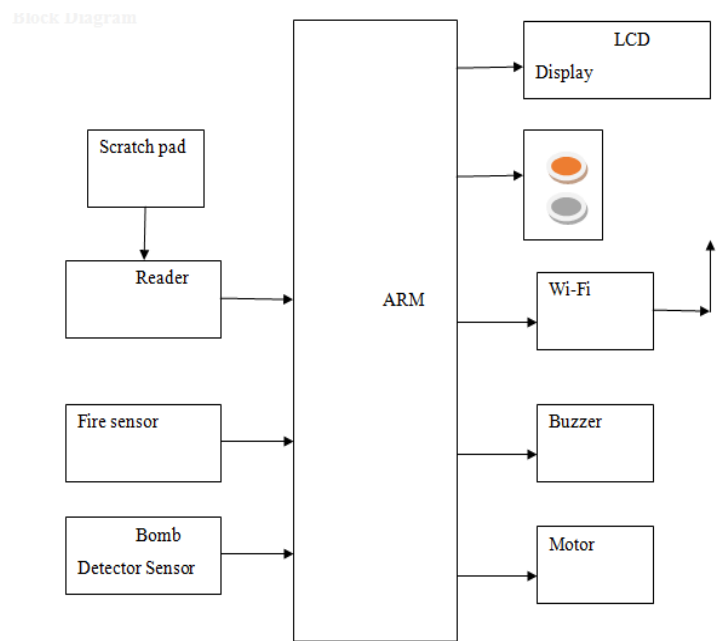 Block Diagram
LCD
Display
Scratch pad
Reader
ARM
Wi-Fi
Fire sensor
Buzzer
Bomb
Detector Sensor
Motor